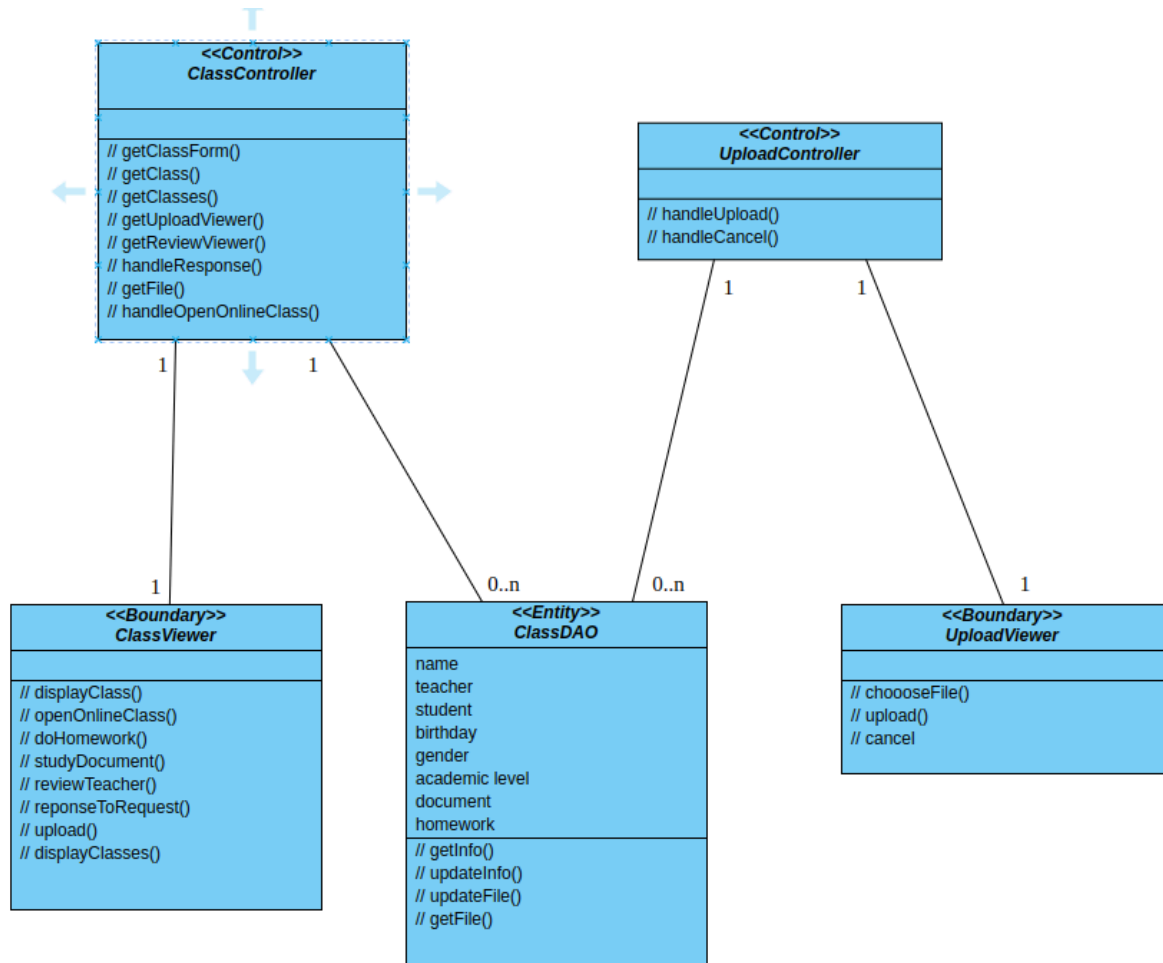 <<Control>>
ClassController
// getClassForm()
// getClass()
// getClasses()
// getUploadViewer()
// getReviewViewer()
// handleResponse()
// getFile()
// handleOpenOnlineClass()
<<Control>>
UploadController
// handleUpload()
// handleCancel()
1
1
1
1
1
0..n
0..n
1
<<Boundary>>
ClassViewer
// displayClass()
// openOnlineClass()
// doHomework()
// studyDocument()
// reviewTeacher()
// reponseToRequest()
// upload()
// displayClasses()
<<Entity>>
ClassDAO
name
teacher
student
birthday
gender
academic level
document
homework
// getInfo()
// updateInfo()
// updateFile()
// getFile()
<<Boundary>>
UploadViewer
// choooseFile()
// upload()
// cancel